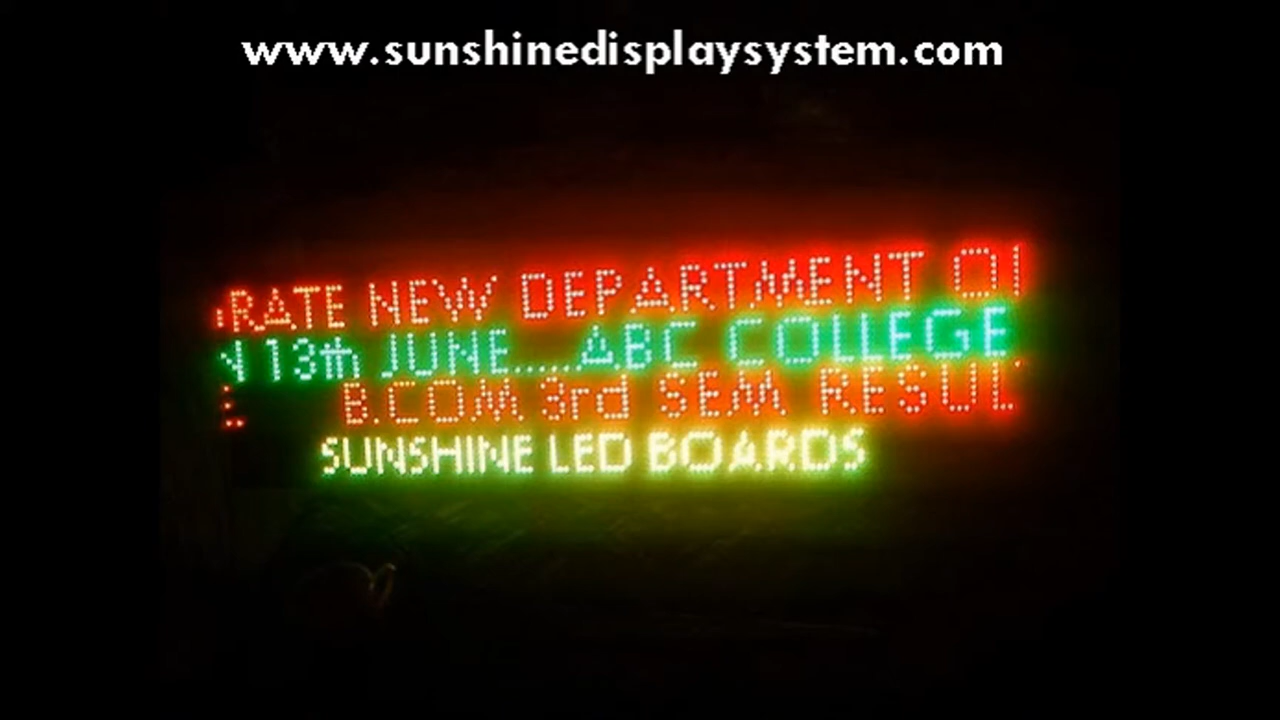 www.sunshinedisplaysystem.com
RATE NEW DEPARTMENT
13th JUNE.....ABC COLLEGE
B.COM 3rd SEM RESUL
SUNSHINE LED BOARDS